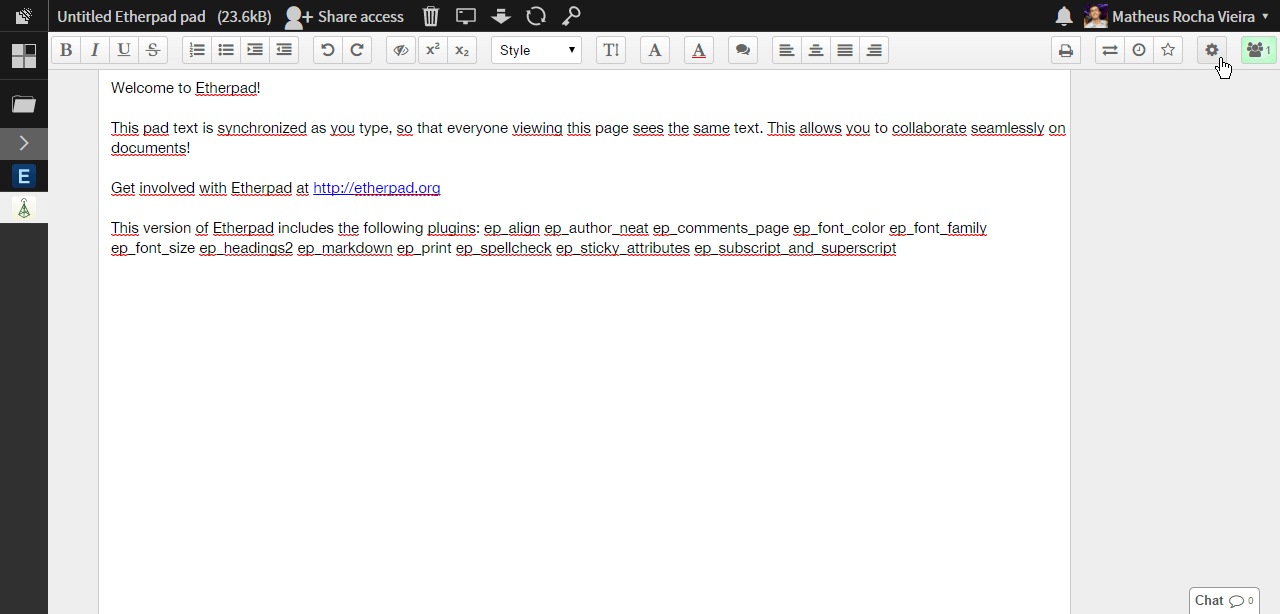 Untitled Etherpad pad (23.6kB) Share access Matheus Rocha Vieira
B I U S x² x₂ Style T A A 1
Welcome to Etherpad!
This pad text is synchronized as you type, so that everyone viewing this page sees the same text. This allows you to collaborate seamlessly on
documents!
E
Get involved with Etherpad at http://etherpad.org
This version of Etherpad includes the following plugins: ep_align ep_author_neat ep_comments_page ep_font_color ep_font_family
ep_font_size ep_headings2 ep_markdown ep_print ep_spellcheck ep_sticky_attributes ep_subscript_and_superscript
Chat 0